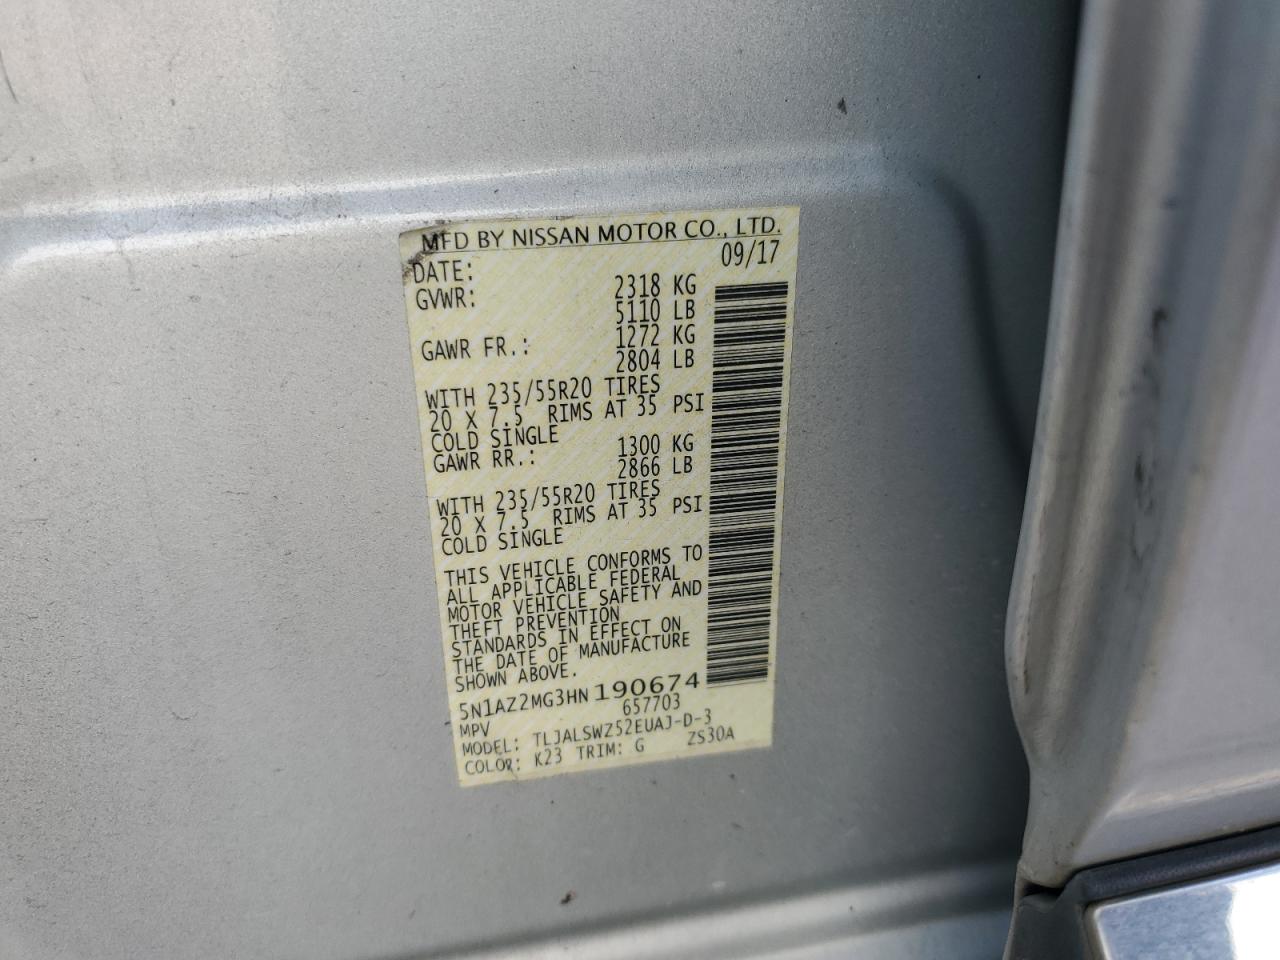 MFD BY NISSAN MOTOR CO., LTD.
DATE: 09/17
GVWR: 2318 KG
5110 LB
GAWR FR.: 1272 KG
2804 LB
WITH 235/55R20 TIRES
20 X 7.5 RIMS AT 35 PSI
COLD SINGLE
GAWR RR.: 1300 KG
2866 LB
WITH 235/55R20 TIRES
20 X 7.5 RIMS AT 35 PSI
COLD SINGLE
THIS VEHICLE CONFORMS TO
ALL APPLICABLE FEDERAL
MOTOR VEHICLE SAFETY AND
THEFT PREVENTION
STANDARDS IN EFFECT ON
THE DATE OF MANUFACTURE
SHOWN ABOVE.
5N1AZ2MG3HN190674
MPV 657703
MODEL: TLJALSWZ52EUAJ-D-3
COLOR: K23 TRIM: G ZS30A